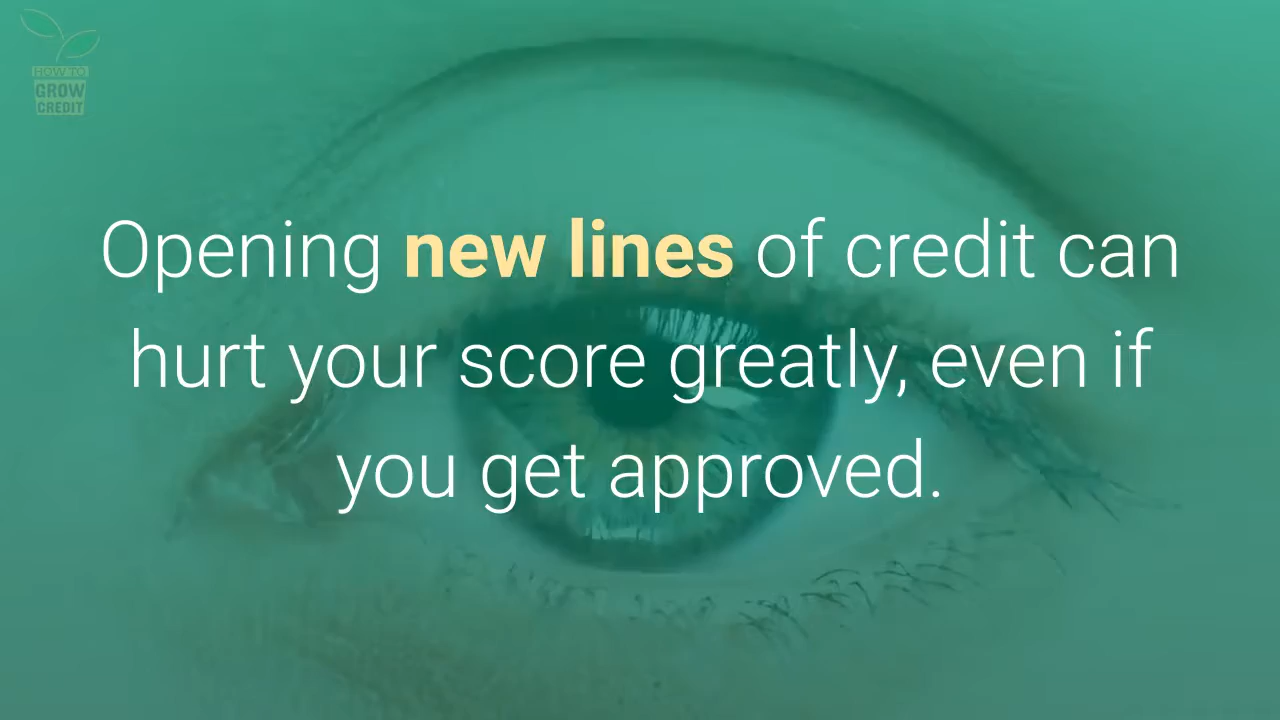 HOW TO
GROW
CREDIT
Opening new lines of credit can
hurt your score greatly, even if
you get approved.